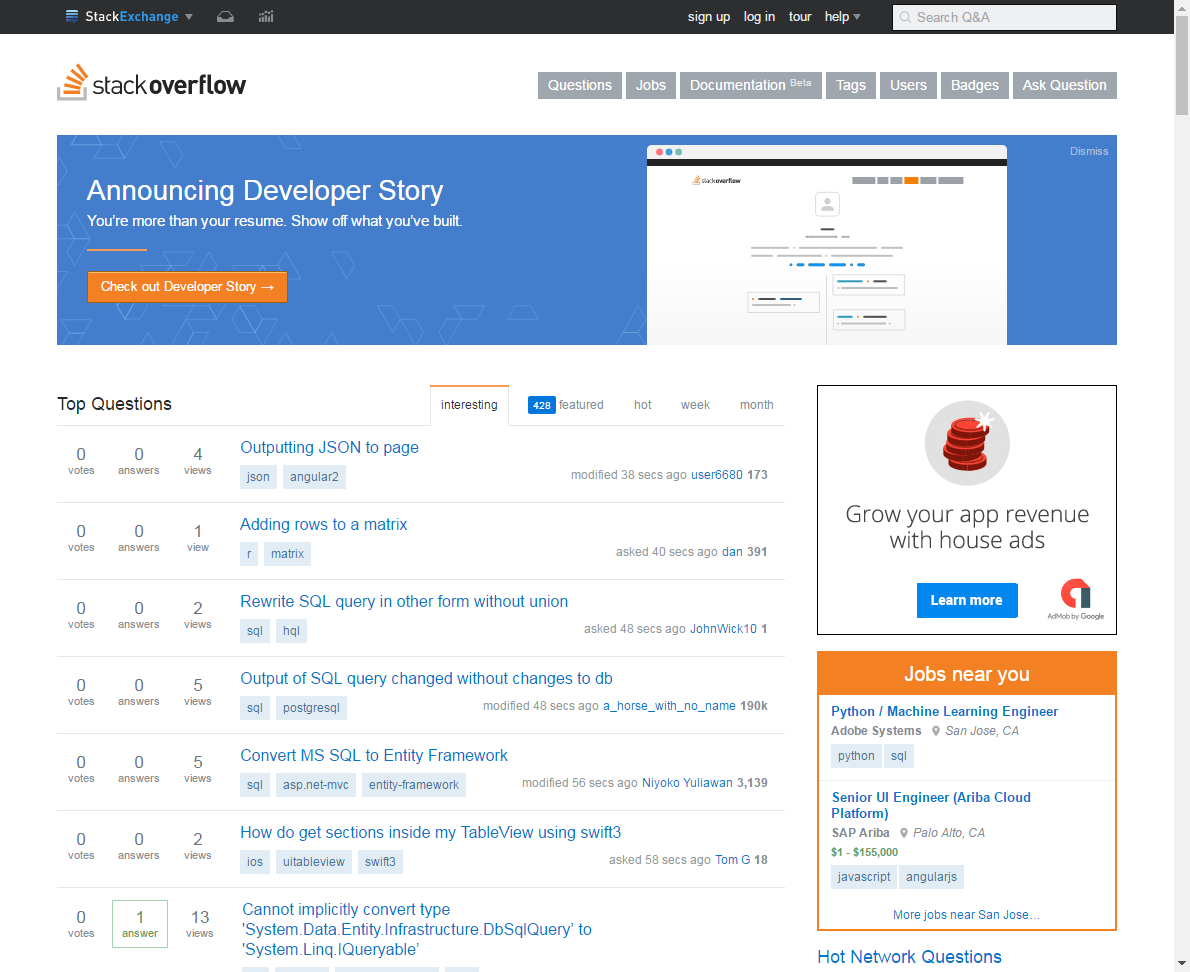 StackExchange
sign up log in tour help
Search Q&A
stackoverflow
Questions Jobs Documentation Beta Tags Users Badges Ask Question
Announcing Developer Story
You're more than your resume. Show off what you've built.
Check out Developer Story →
Dismiss
stackoverflow
Top Questions
interesting 428 featured hot week month
0 votes 0 answers 4 views
Outputting JSON to page
json angular2
modified 38 secs ago user6680 173
0 votes 0 answers 1 view
Adding rows to a matrix
r matrix
asked 40 secs ago dan 391
0 votes 0 answers 2 views
Rewrite SQL query in other form without union
sql hql
asked 48 secs ago JohnWick10 1
0 votes 0 answers 5 views
Output of SQL query changed without changes to db
sql postgresql
modified 48 secs ago a_horse_with_no_name 190k
0 votes 0 answers 5 views
Convert MS SQL to Entity Framework
sql asp.net-mvc entity-framework
modified 56 secs ago Niyoko Yuliawan 3,139
0 votes 0 answers 2 views
How do get sections inside my TableView using swift3
ios uitableview swift3
asked 58 secs ago Tom G 18
0 votes 1 answer 13 views
Cannot implicitly convert type
'System.Data.Entity.Infrastructure.DbSqlQuery' to
'System.Linq.IQueryable'
Grow your app revenue
with house ads
Learn more
AdMob by Google
Jobs near you
Python / Machine Learning Engineer
Adobe Systems San Jose, CA
python sql
Senior UI Engineer (Ariba Cloud
Platform)
SAP Ariba Palo Alto, CA
$1 - $155,000
javascript angularjs
More jobs near San Jose…
Hot Network Questions